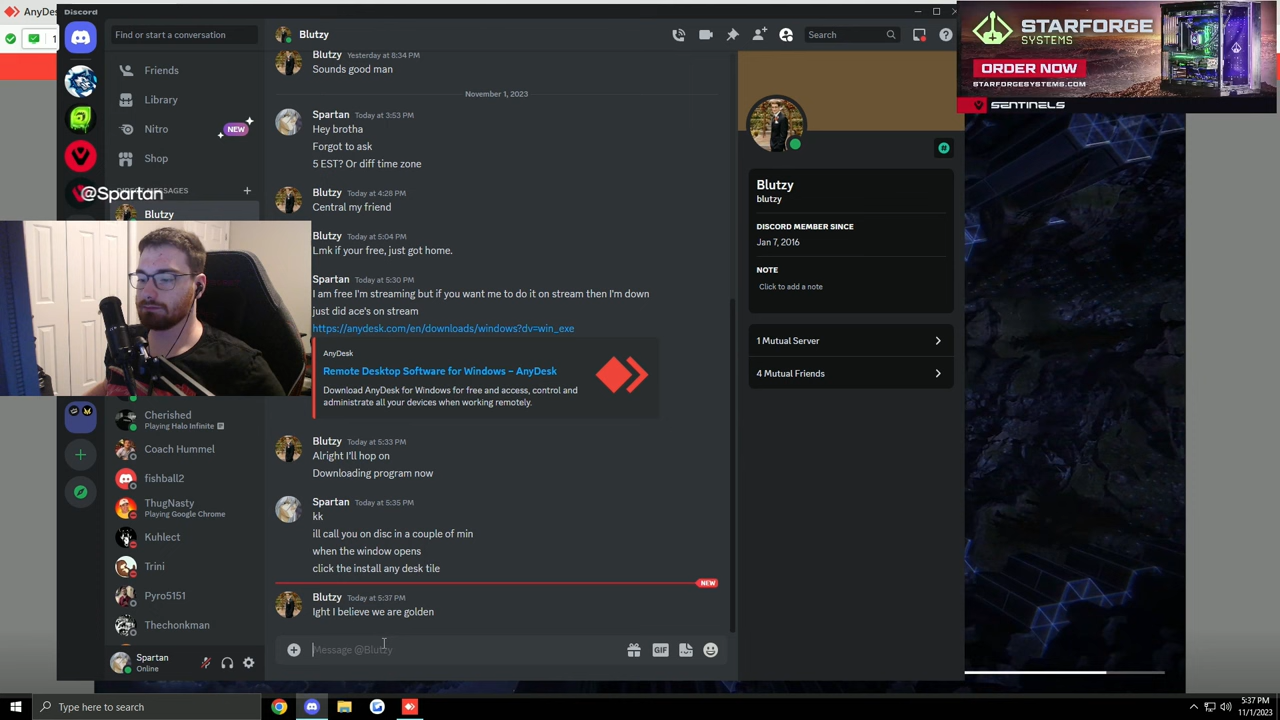 AnyDes
Discord
1
Find or start a conversation
Friends
Library
Nitro
NEW
Shop
DIRECT MESSAGES
@Spartan
Blutzy
Cherished
Playing Halo Infinite
Coach Hummel
fishball2
ThugNasty
Playing Google Chrome
Kuhlect
Trini
Pyro5151
Thechonkman
Spartan
Online
Blutzy
Search
Blutzy Yesterday at 8:34 PM
Sounds good man
November 1, 2023
Spartan Today at 3:53 PM
Hey brotha
Forgot to ask
5 EST? Or diff time zone
Blutzy Today at 4:28 PM
Central my friend
Blutzy Today at 5:04 PM
Lmk if your free, just got home.
Spartan Today at 5:30 PM
I am free I'm streaming but if you want me to do it on stream then I'm down
just did ace's on stream
https://anydesk.com/en/downloads/windows?dv=win_exe
AnyDesk
Remote Desktop Software for Windows – AnyDesk
Download AnyDesk for Windows for free and access, control and
administrate all your devices when working remotely.
Blutzy Today at 5:33 PM
Alright I'll hop on
Downloading program now
Spartan Today at 5:35 PM
kk
ill call you on disc in a couple of min
when the window opens
click the install any desk tile
NEW
Blutzy Today at 5:37 PM
Ight I believe we are golden
Message @Blutzy
GIF
Blutzy
blutzy
DISCORD MEMBER SINCE
Jan 7, 2016
NOTE
Click to add a note
1 Mutual Server
4 Mutual Friends
STARFORGE
SYSTEMS
ORDER NOW
STARFORGESYSTEMS.COM
SENTINELS
Type here to search
5:37 PM
11/1/2023